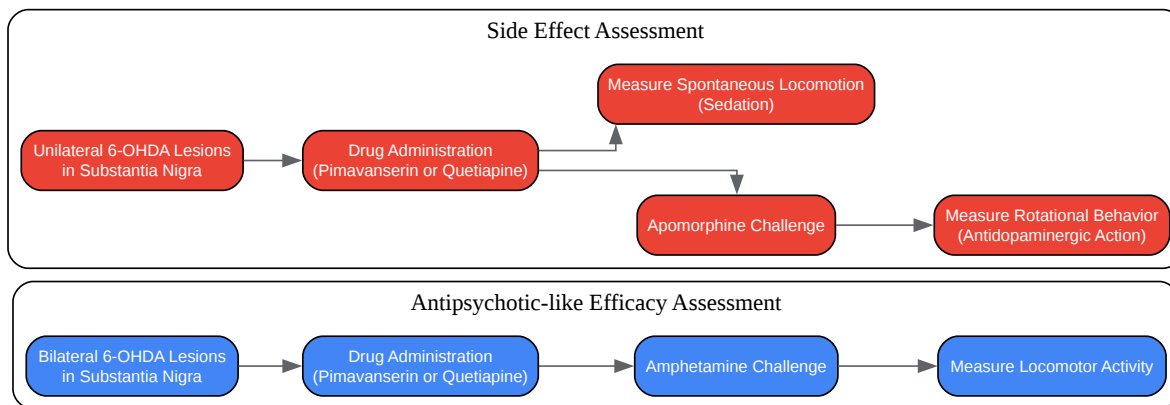 Side Effect Assessment
Measure Spontaneous Locomotion
(Sedation)
Unilateral 6-OHDA Lesions
in Substantia Nigra
Drug Administration
(Pimavanserin or Quetiapine)
Apomorphine Challenge
Measure Rotational Behavior
(Antidopaminergic Action)
Antipsychotic-like Efficacy Assessment
Bilateral 6-OHDA Lesions
in Substantia Nigra
Drug Administration
(Pimavanserin or Quetiapine)
Amphetamine Challenge
Measure Locomotor Activity